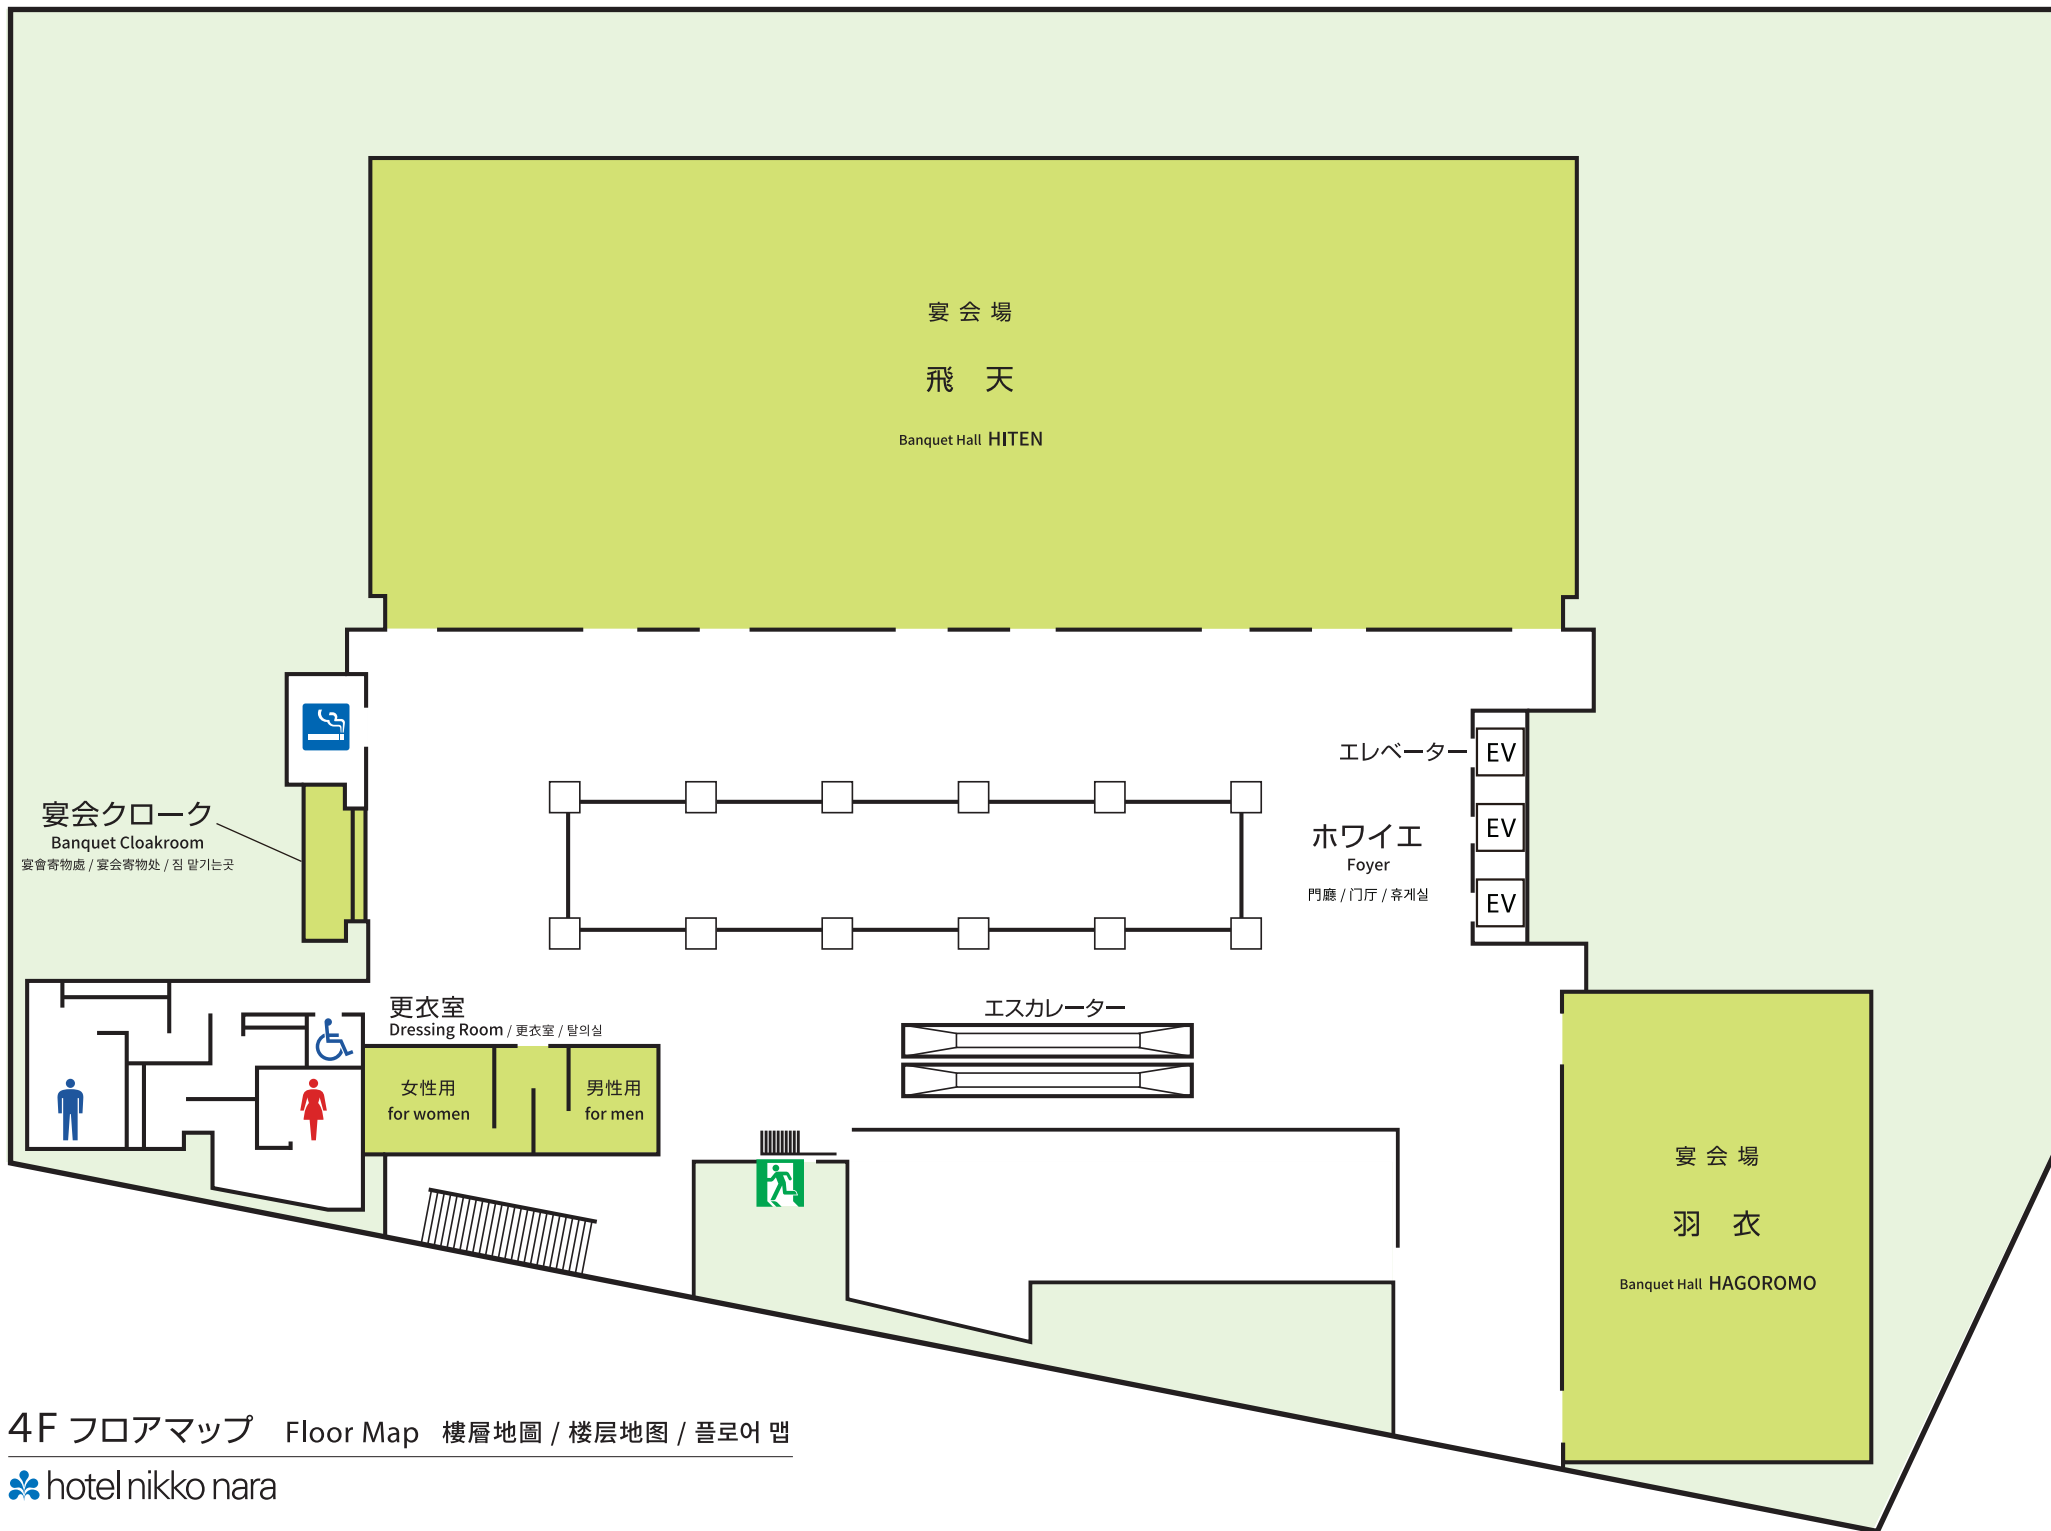 宴会場
飛 天
Banquet Hall HITEN
エレベーター
EV
EV
EV
宴会クローク
Banquet Cloakroom
宴會寄物處 / 宴会寄物处 / 짐 맡기는곳
ホワイエ
Foyer
門廳 / 门厅 / 휴게실
更衣室
Dressing Room / 更衣室 / 탈의실
エスカレーター
女性用
for women
男性用
for men
宴会場
羽 衣
Banquet Hall HAGOROMO
4F フロアマップ Floor Map 樓層地圖 / 楼层地图 / 플로어 맵
hotel nikko nara